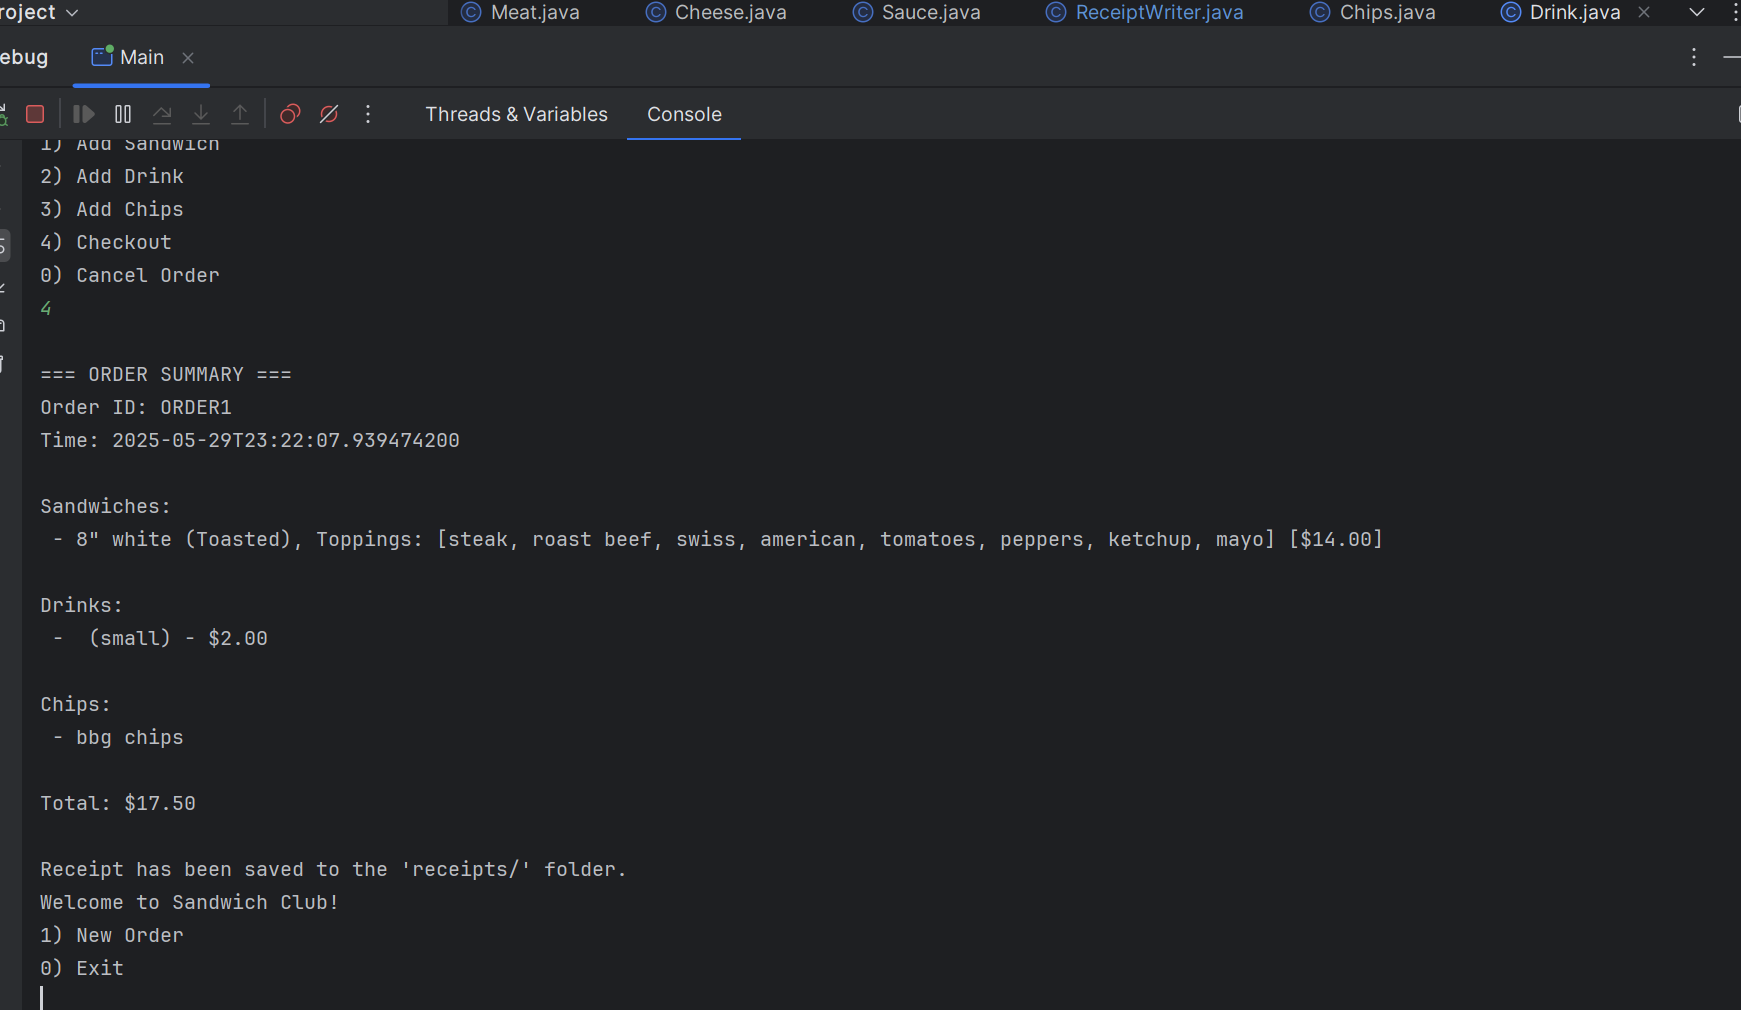 roject
Meat.java Cheese.java Sauce.java ReceiptWriter.java Chips.java Drink.java
ebug Main
Threads & Variables Console
1) Add Sandwich
2) Add Drink
3) Add Chips
4) Checkout
0) Cancel Order
4
=== ORDER SUMMARY ===
Order ID: ORDER1
Time: 2025-05-29T23:22:07.939474200
Sandwiches:
- 8" white (Toasted), Toppings: [steak, roast beef, swiss, american, tomatoes, peppers, ketchup, mayo] [$14.00]
Drinks:
-  (small) - $2.00
Chips:
- bbg chips
Total: $17.50
Receipt has been saved to the 'receipts/' folder.
Welcome to Sandwich Club!
1) New Order
0) Exit